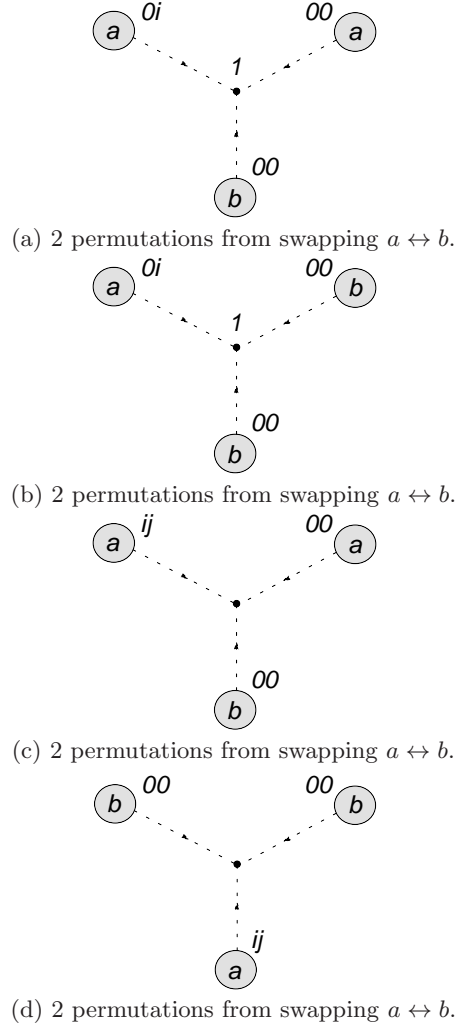 0i 00
a a
1
00
b
(a) 2 permutations from swapping a ↔ b.
0i 00
a b
1
00
b
(b) 2 permutations from swapping a ↔ b.
ij 00
a a
00
b
(c) 2 permutations from swapping a ↔ b.
00 00
b b
ij
a
(d) 2 permutations from swapping a ↔ b.